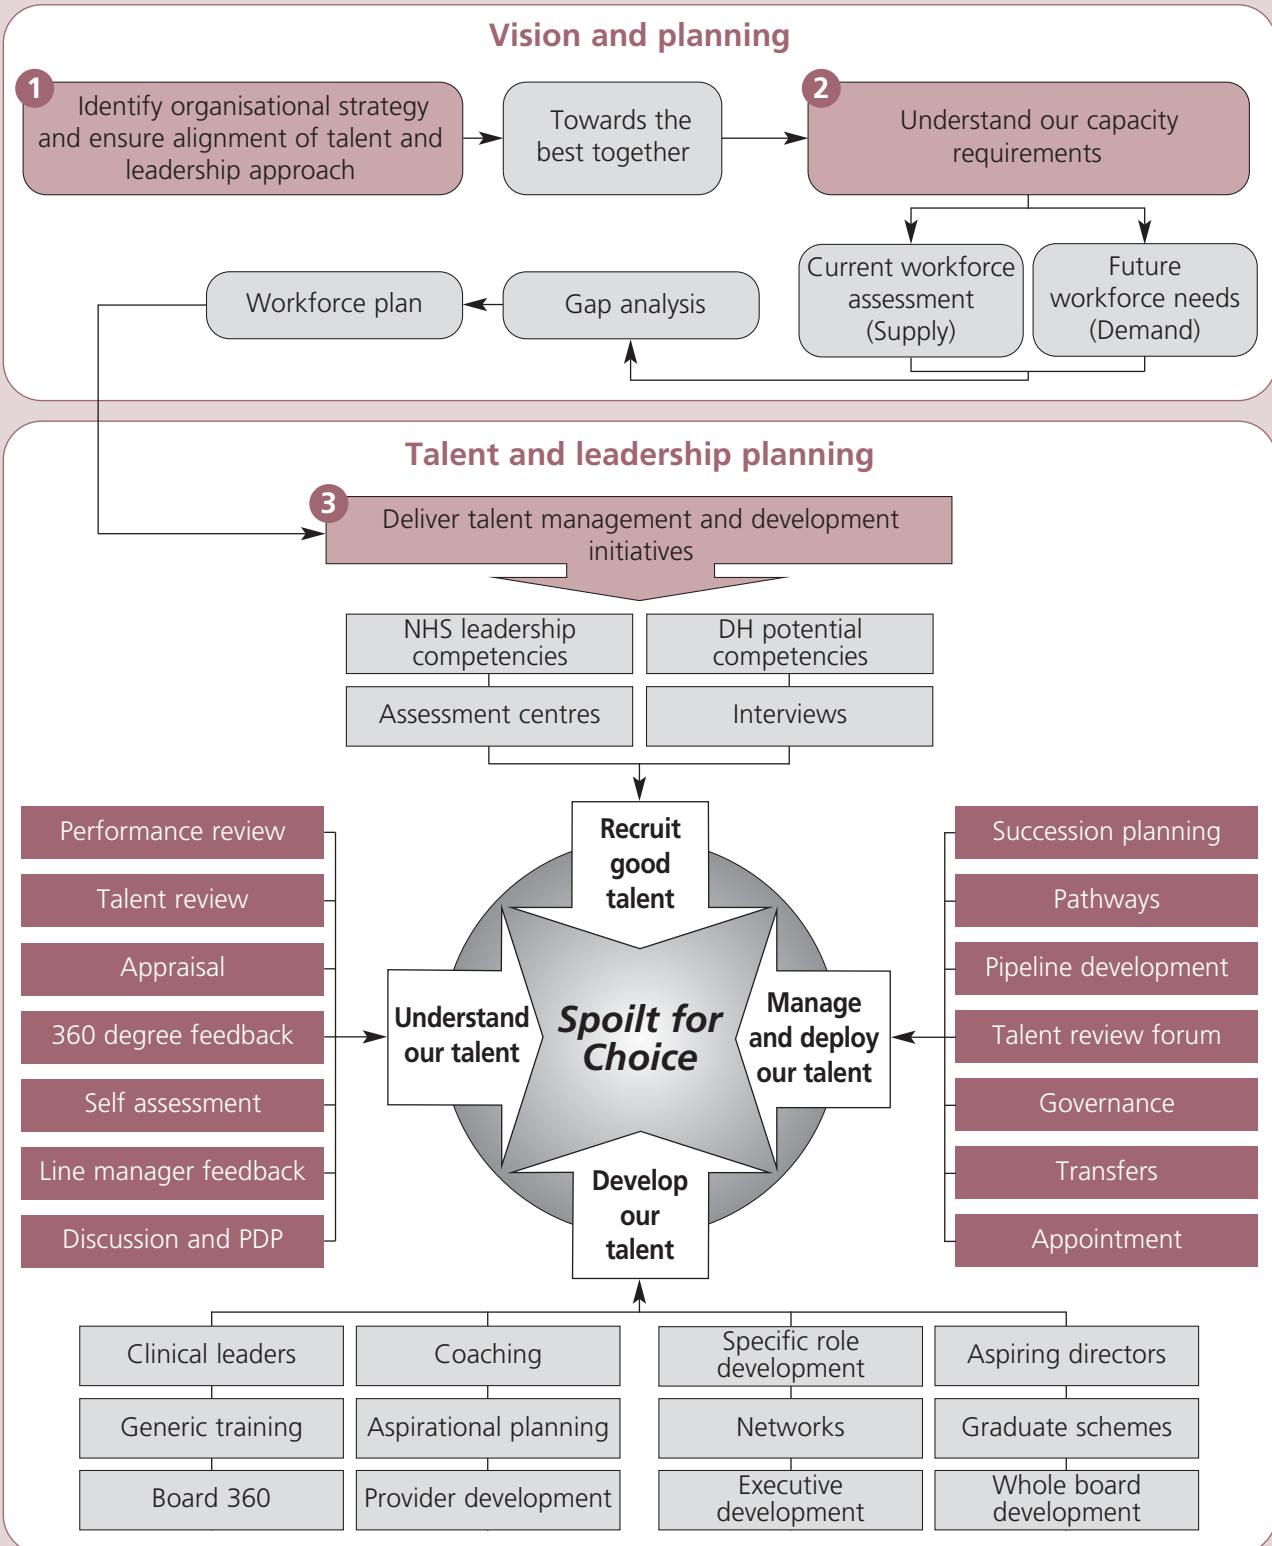 Vision and planning
1
Identify organisational strategy
and ensure alignment of talent and
leadership approach
Towards the
best together
2
Understand our capacity
requirements
Current workforce
assessment
(Supply)
Future
workforce needs
(Demand)
Gap analysis
Workforce plan
Talent and leadership planning
3
Deliver talent management and development
initiatives
NHS leadership
competencies
DH potential
competencies
Assessment centres
Interviews
Recruit
good
talent
Performance review
Talent review
Appraisal
360 degree feedback
Self assessment
Line manager feedback
Discussion and PDP
Understand
our talent
Spoilt for
Choice
Manage
and deploy
our talent
Succession planning
Pathways
Pipeline development
Talent review forum
Governance
Transfers
Appointment
Develop
our
talent
Clinical leaders
Coaching
Specific role
development
Aspiring directors
Generic training
Aspirational planning
Networks
Graduate schemes
Board 360
Provider development
Executive
development
Whole board
development